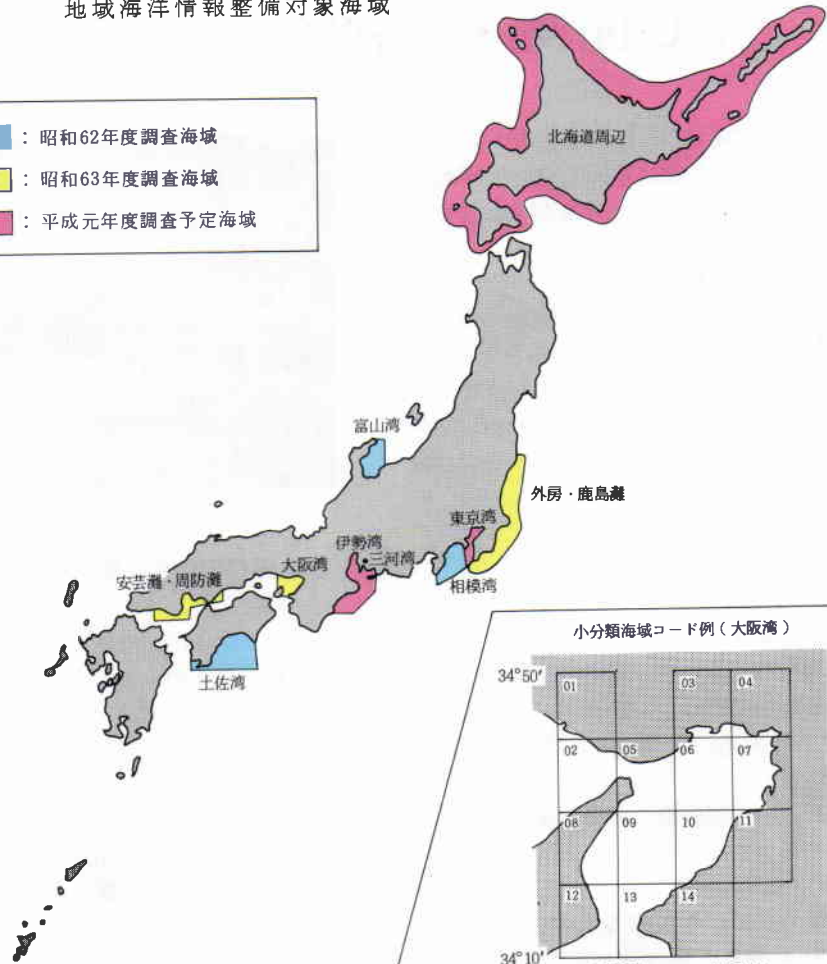 地域海洋情報整備対象海域
：昭和62年度調査海域
：昭和63年度調査海域
：平成元年度調査予定海域
北海道周辺
富山湾
外房・鹿島灘
東京湾
伊勢湾
三河湾
大阪湾
安芸灘・周防灘
相模湾
土佐湾
小分類海域コード例（大阪湾）
34°50′
01 03 04
02 05 06 07
08 09 10 11
12 13 14
34°10′